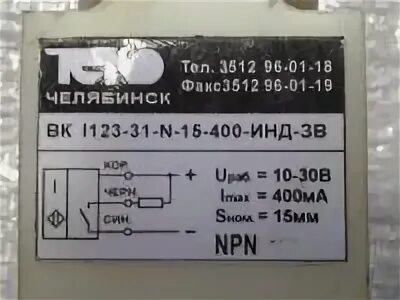 ТЕКО
ЧЕЛЯБИНСК
Тел. 3512 96-01-18
Факс3512 96-01-19
ВК I123-31-N-15-400-ИНД-3В
КОР.
+
I
ЧЕРН.
СИН.
−
Uраб = 10-30В
Imax = 400мА
Sном = 15мм
NPN